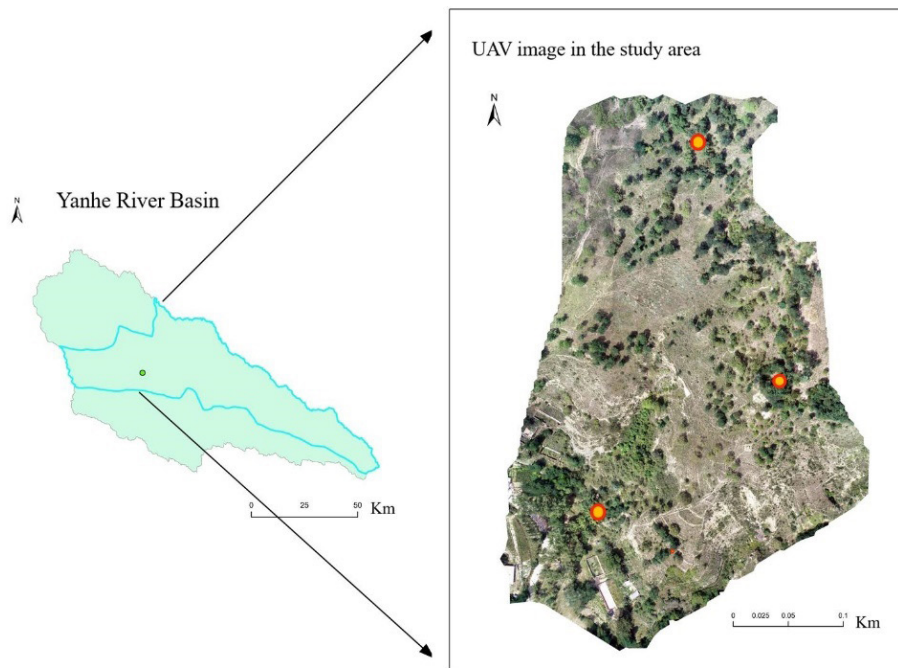 UAV image in the study area
N
N
Yanhe River Basin
0 25 50 Km
0 0.025 0.05 0.1 Km